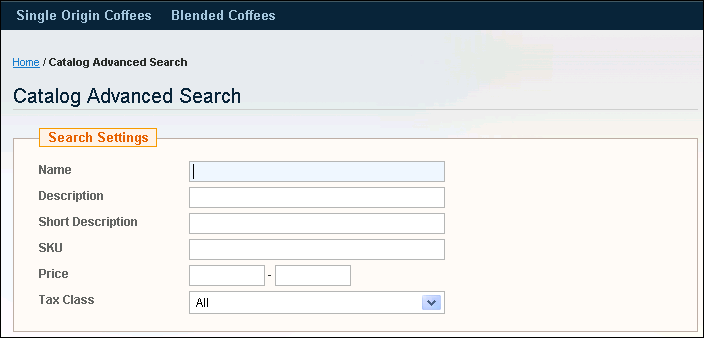 Single Origin Coffees Blended Coffees
Home / Catalog Advanced Search
Catalog Advanced Search
Search Settings
Name
Description
Short Description
SKU
Price -
Tax Class All